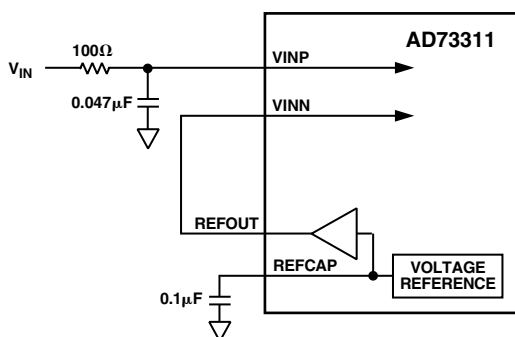 AD73311
100Ω
VIN
VINP
0.047μF
VINN
REFOUT
REFCAP
VOLTAGE
REFERENCE
0.1μF